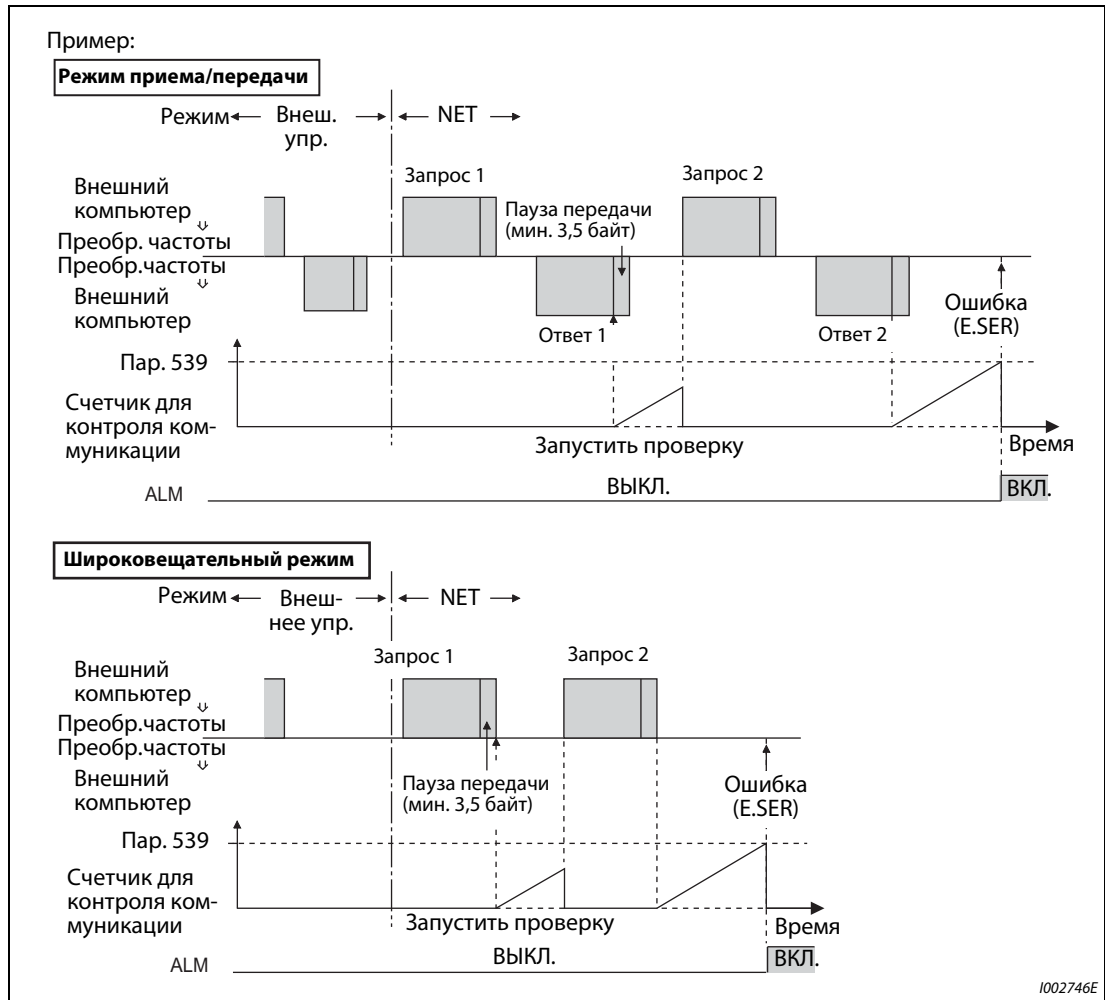 Пример:
Режим приема/передачи
Режим
Внеш.
упр.
NET
Запрос 1
Запрос 2
Внешний
компьютер
Преобр. частоты
Преобр.частоты
Внешний
компьютер
Пауза передачи
(мин. 3,5 байт)
Ответ 1
Ответ 2
Ошибка
(E.SER)
Пар. 539
Счетчик для
контроля ком-
муникации
Запустить проверку
Время
ALM
ВЫКЛ.
ВКЛ.
Широковещательный режим
Режим
Внеш-
нее упр.
NET
Запрос 1
Запрос 2
Внешний
компьютер
Преобр.частоты
Преобр.частоты
Внешний
компьютер
Пауза передачи
(мин. 3,5 байт)
Ошибка
(E.SER)
Пар. 539
Счетчик для
контроля ком-
муникации
Запустить проверку
Время
ALM
ВЫКЛ.
ВКЛ.
I002746E